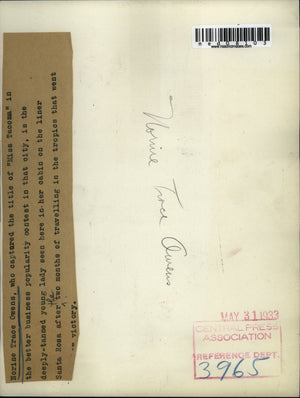 Norine Trace Owens, who captured the title of "Miss Tacoma" in
the better business popularity contest in that city, is the
deeply-tanned young lady seen here in her cabin on the liner
Santa Rosa after the two months of travelling in the tropics that went
victory.
Norine Trace Owens
MAY 31 1933
CENTRAL PRESS
ASSOCIATION
REFERENCE DEPT.
3965